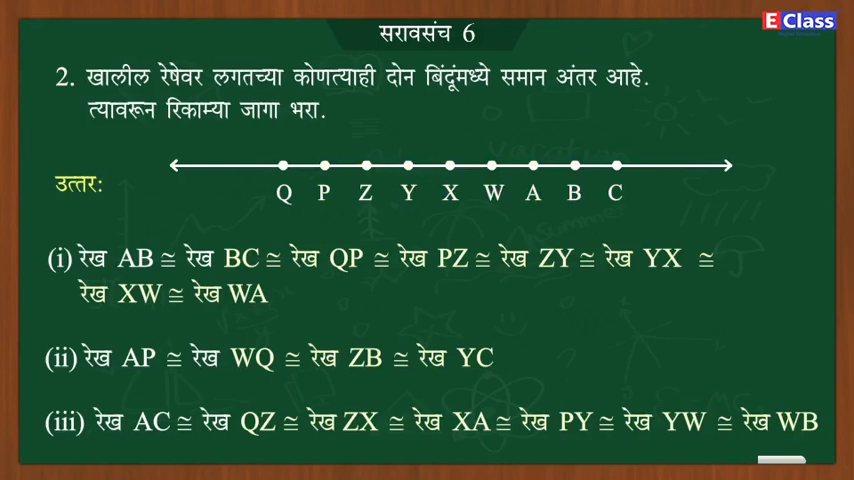 सरावसंच 6
E Class
2. खालील रेषेवर लगतच्या कोणत्याही दोन बिंदूंमध्ये समान अंतर आहे.
त्यावरून रिकाम्या जागा भरा.
उत्तर:
Q P Z Y X W A B C
(i) रेख AB ≅ रेख BC ≅ रेख QP ≅ रेख PZ ≅ रेख ZY ≅ रेख YX ≅
रेख XW ≅ रेख WA
(ii) रेख AP ≅ रेख WQ ≅ रेख ZB ≅ रेख YC
(iii) रेख AC ≅ रेख QZ ≅ रेख ZX ≅ रेख XA ≅ रेख PY ≅ रेख YW ≅ रेख WB